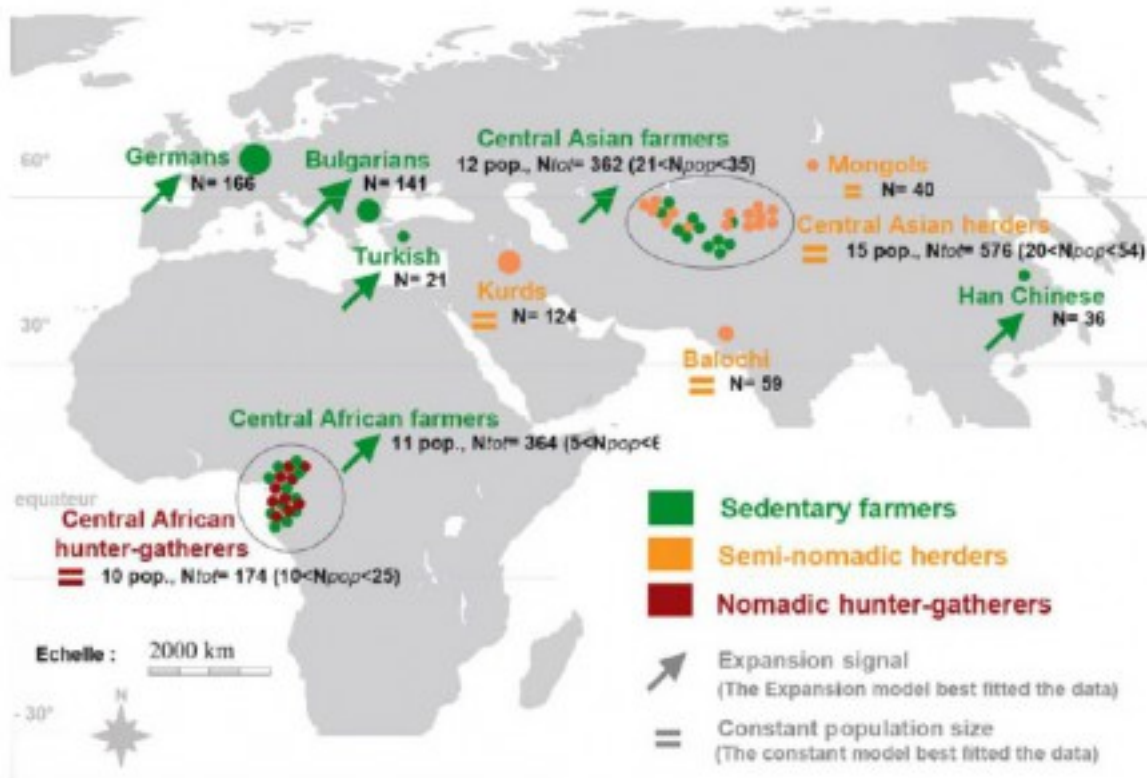 Central Asian farmers
12 pop., Ntot= 362 (21<Npop<35)
60°
Germans
N= 166
Bulgarians
N= 141
Mongols
N= 40
Turkish
N= 21
Central Asian herders
15 pop., Ntot= 576 (20<Npop<54)
Kurds
N= 124
Han Chinese
N= 36
30°
Balochi
N= 59
Central African farmers
11 pop., Ntot= 364 (5<Npop<6
equateur
Central African
hunter-gatherers
10 pop., Ntot= 174 (10<Npop<25)
Sedentary farmers
Semi-nomadic herders
Nomadic hunter-gatherers
Echelle : 2000 km
Expansion signal
(The Expansion model best fitted the data)
N
- 30°
Constant population size
(The constant model best fitted the data)